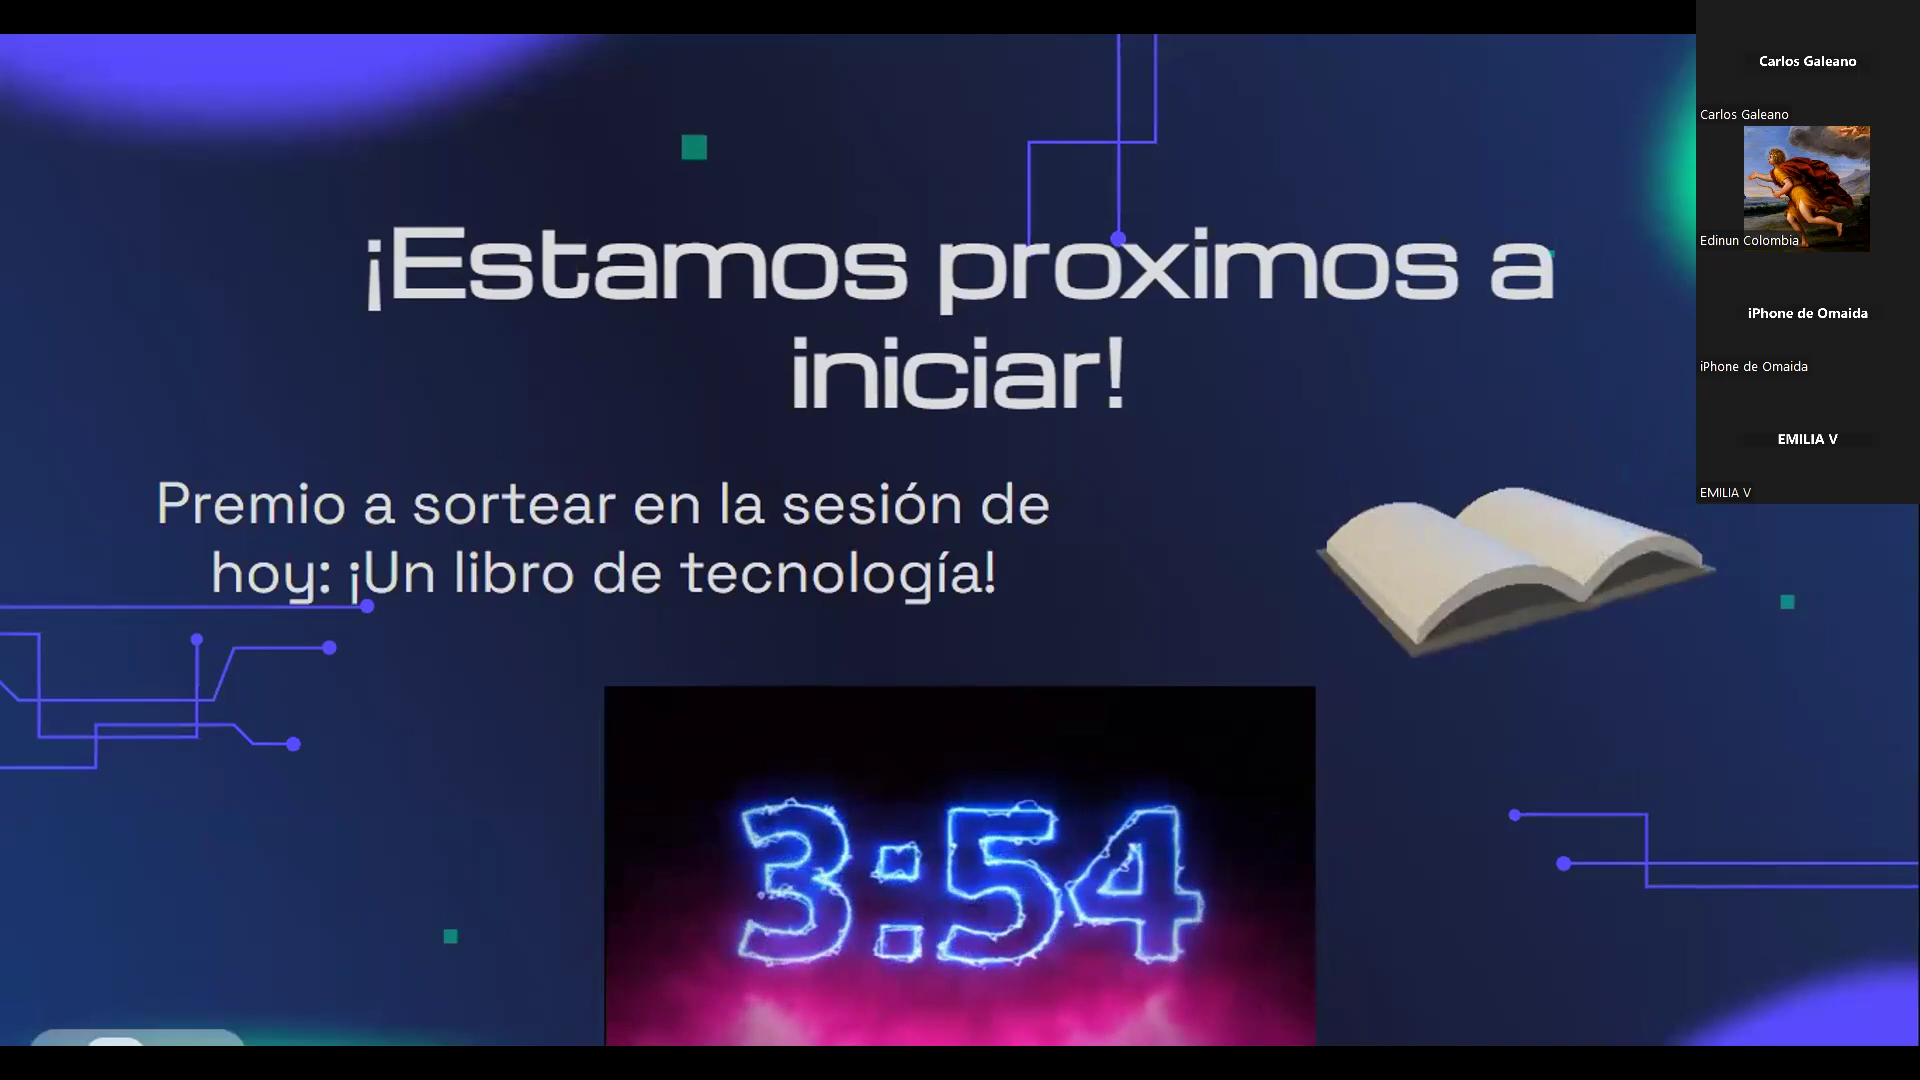 ¡Estamos proximos a
iniciar!
Premio a sortear en la sesión de
hoy: ¡Un libro de tecnología!
3:54
Carlos Galeano
Carlos Galeano
Edinun Colombia
iPhone de Omaida
iPhone de Omaida
EMILIA V
EMILIA V